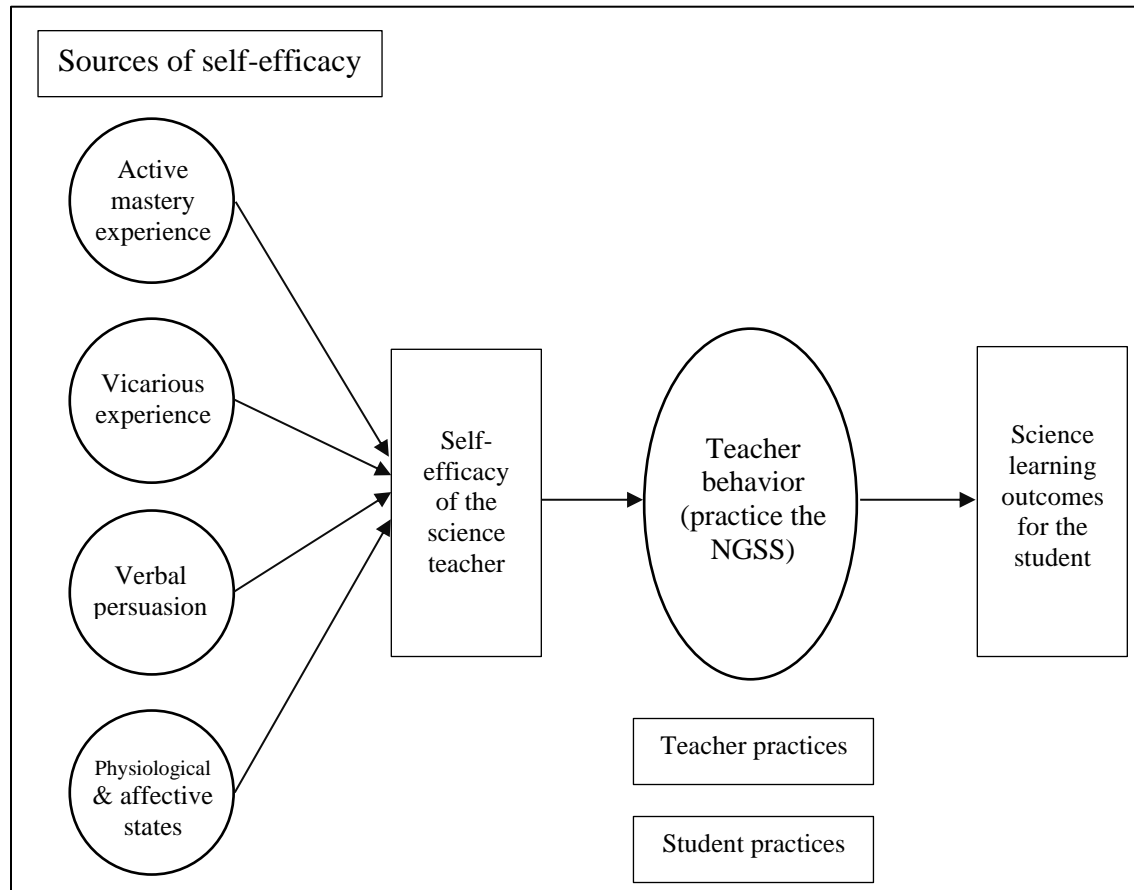 Sources of self-efficacy
Active
mastery
experience
Vicarious
experience
Verbal
persuasion
Physiological
& affective
states
Self-
efficacy
of the
science
teacher
Teacher
behavior
(practice the
NGSS)
Science
learning
outcomes
for the
student
Teacher practices
Student practices